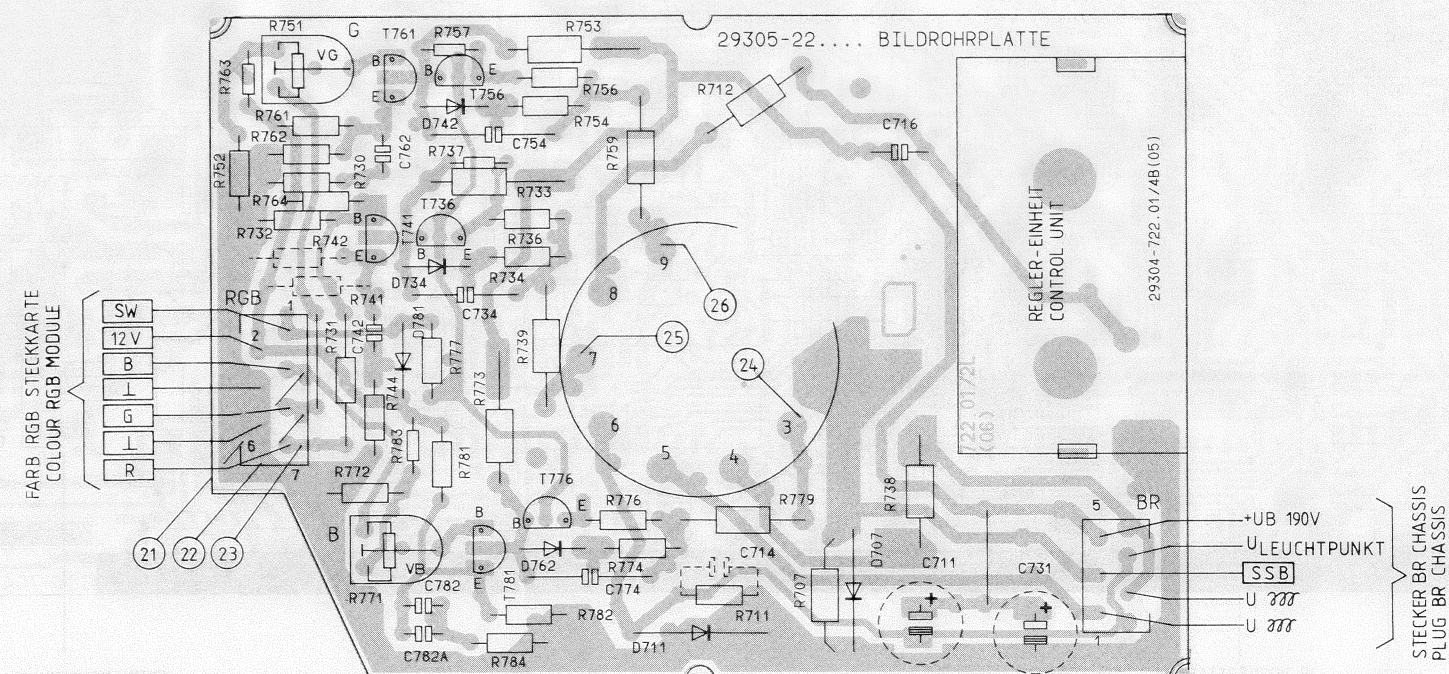 29305-22.... BILDROHRPLATTE
R751
G
VG
R763
T761
B
E
R757
B
E
T756
R753
R756
R754
D742
C754
R712
C716
R761
R762
R752
R730
C762
R764
R732
R742
R737
R733
T736
B
E
T741
B
E
R736
R734
D734
C734
R759
REGLER-EINHEIT
CONTROL UNIT
29304-722.01/4B(05)
722.01/2L
(06)
FARB RGB STECKKARTE
COLOUR RGB MODULE
SW
12V
B
⊥
G
⊥
R
RGB
1
2
6
7
21
22
23
R741
R731
C742
D781
R777
R744
R783
R781
R773
R739
9
8
7
6
5
4
3
26
25
24
R772
B
VB
R771
B
E
T781
T776
B
E
D762
R776
R774
C774
C782
C782A
R782
R784
R779
C714
R711
D711
R707
D707
R738
C711
+
C731
+
5
BR
1
+UB 190V
U LEUCHTPUNKT
SSB
U
U
STECKER BR CHASSIS
PLUG BR CHASSIS